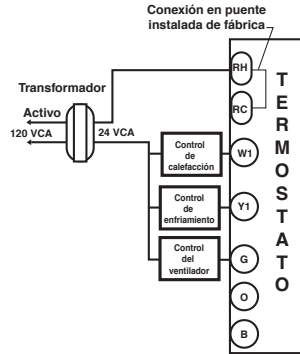 Conexión en puente
instalada de fábrica
RH
Transformador
RC
Activo
120 VCA
24 VCA
Control
de
calefacción
W1
Control
de
enfriamiento
Y1
Control
del
ventilador
G
O
B
TERMOSTATO